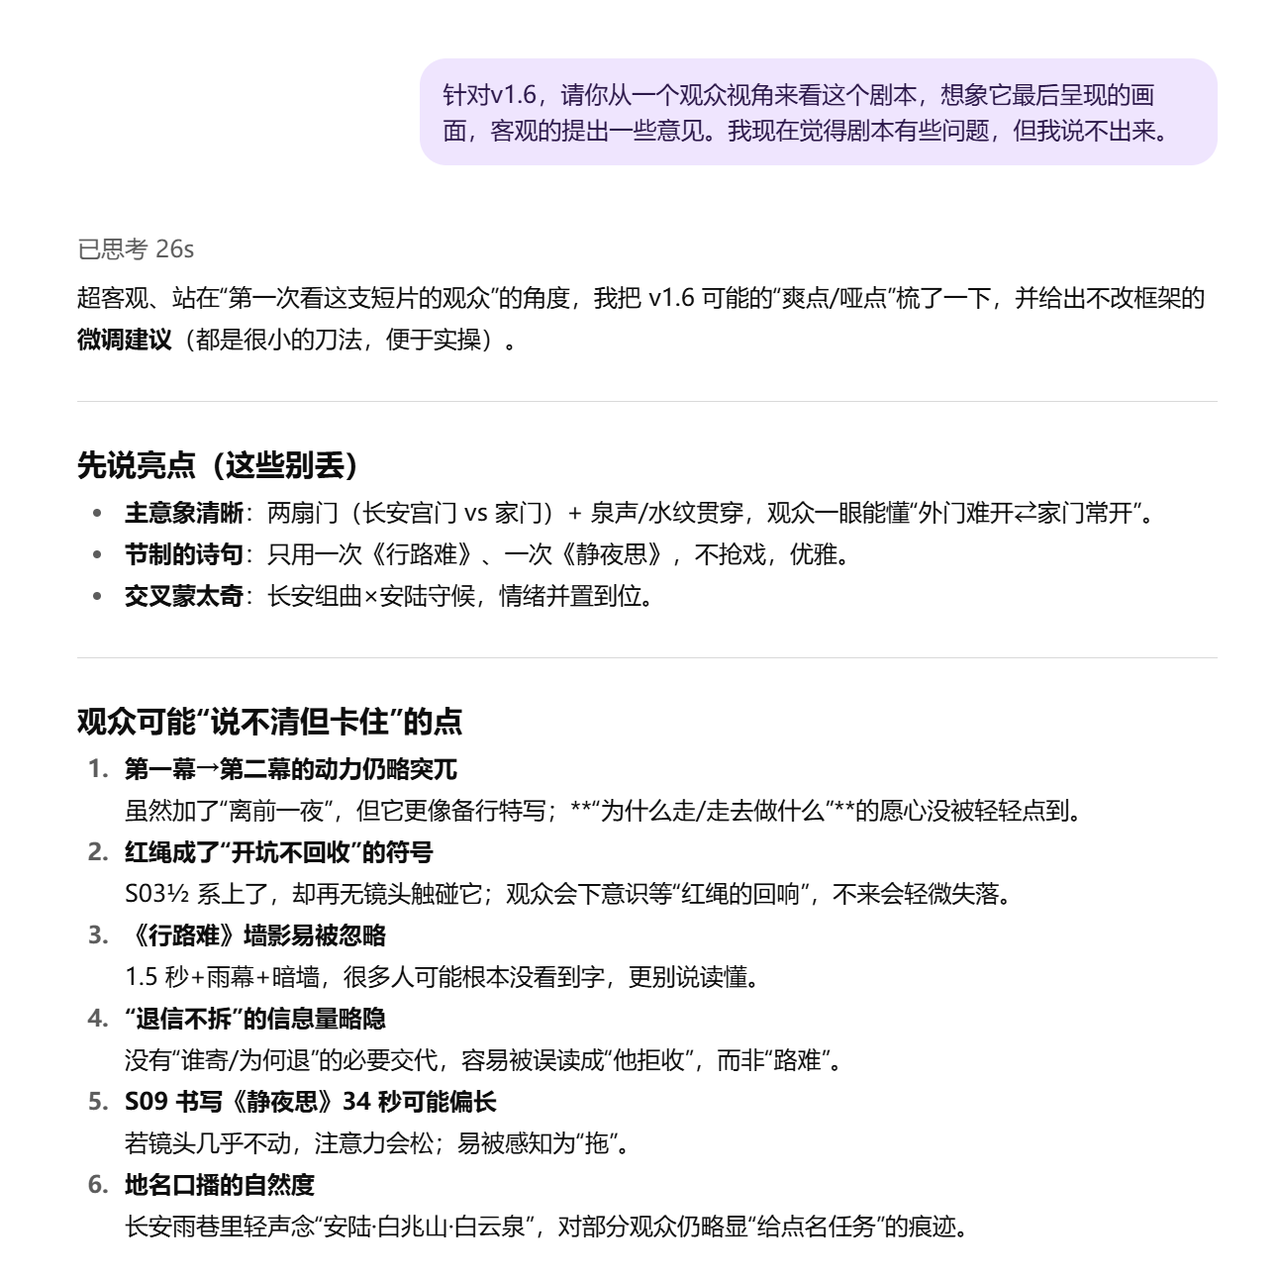 针对v1.6，请你从一个观众视角来看这个剧本，想象它最后呈现的画
面，客观的提出一些意见。我现在觉得剧本有些问题，但我说不出来。
已思考 26s
超客观、站在“第一次看这支短片的观众”的角度，我把 v1.6 可能的“爽点/哑点”梳了一下，并给出不改框架的
微调建议（都是很小的刀法，便于实操）。
先说亮点（这些别丢）
• 主意象清晰：两扇门（长安宫门 vs 家门）+ 泉声/水纹贯穿，观众一眼能懂“外门难开⇄家门常开”。
• 节制的诗句：只用一次《行路难》、一次《静夜思》，不抢戏，优雅。
• 交叉蒙太奇：长安组曲×安陆守候，情绪并置到位。
观众可能“说不清但卡住”的点
1. 第一幕→第二幕的动力仍略突兀
虽然加了“离前一夜”，但它更像备行特写；**“为什么走/走去做什么”**的愿心没被轻轻点到。
2. 红绳成了“开坑不回收”的符号
S03½ 系上了，却再无镜头触碰它；观众会下意识等“红绳的回响”，不来会轻微失落。
3. 《行路难》墙影易被忽略
1.5 秒+雨幕+暗墙，很多人可能根本没看到字，更别说读懂。
4. “退信不拆”的信息量略隐
没有“谁寄/为何退”的必要交代，容易被误读成“他拒收”，而非“路难”。
5. S09 书写《静夜思》34 秒可能偏长
若镜头几乎不动，注意力会松；易被感知为“拖”。
6. 地名口播的自然度
长安雨巷里轻声念“安陆·白兆山·白云泉”，对部分观众仍略显“给点名任务”的痕迹。